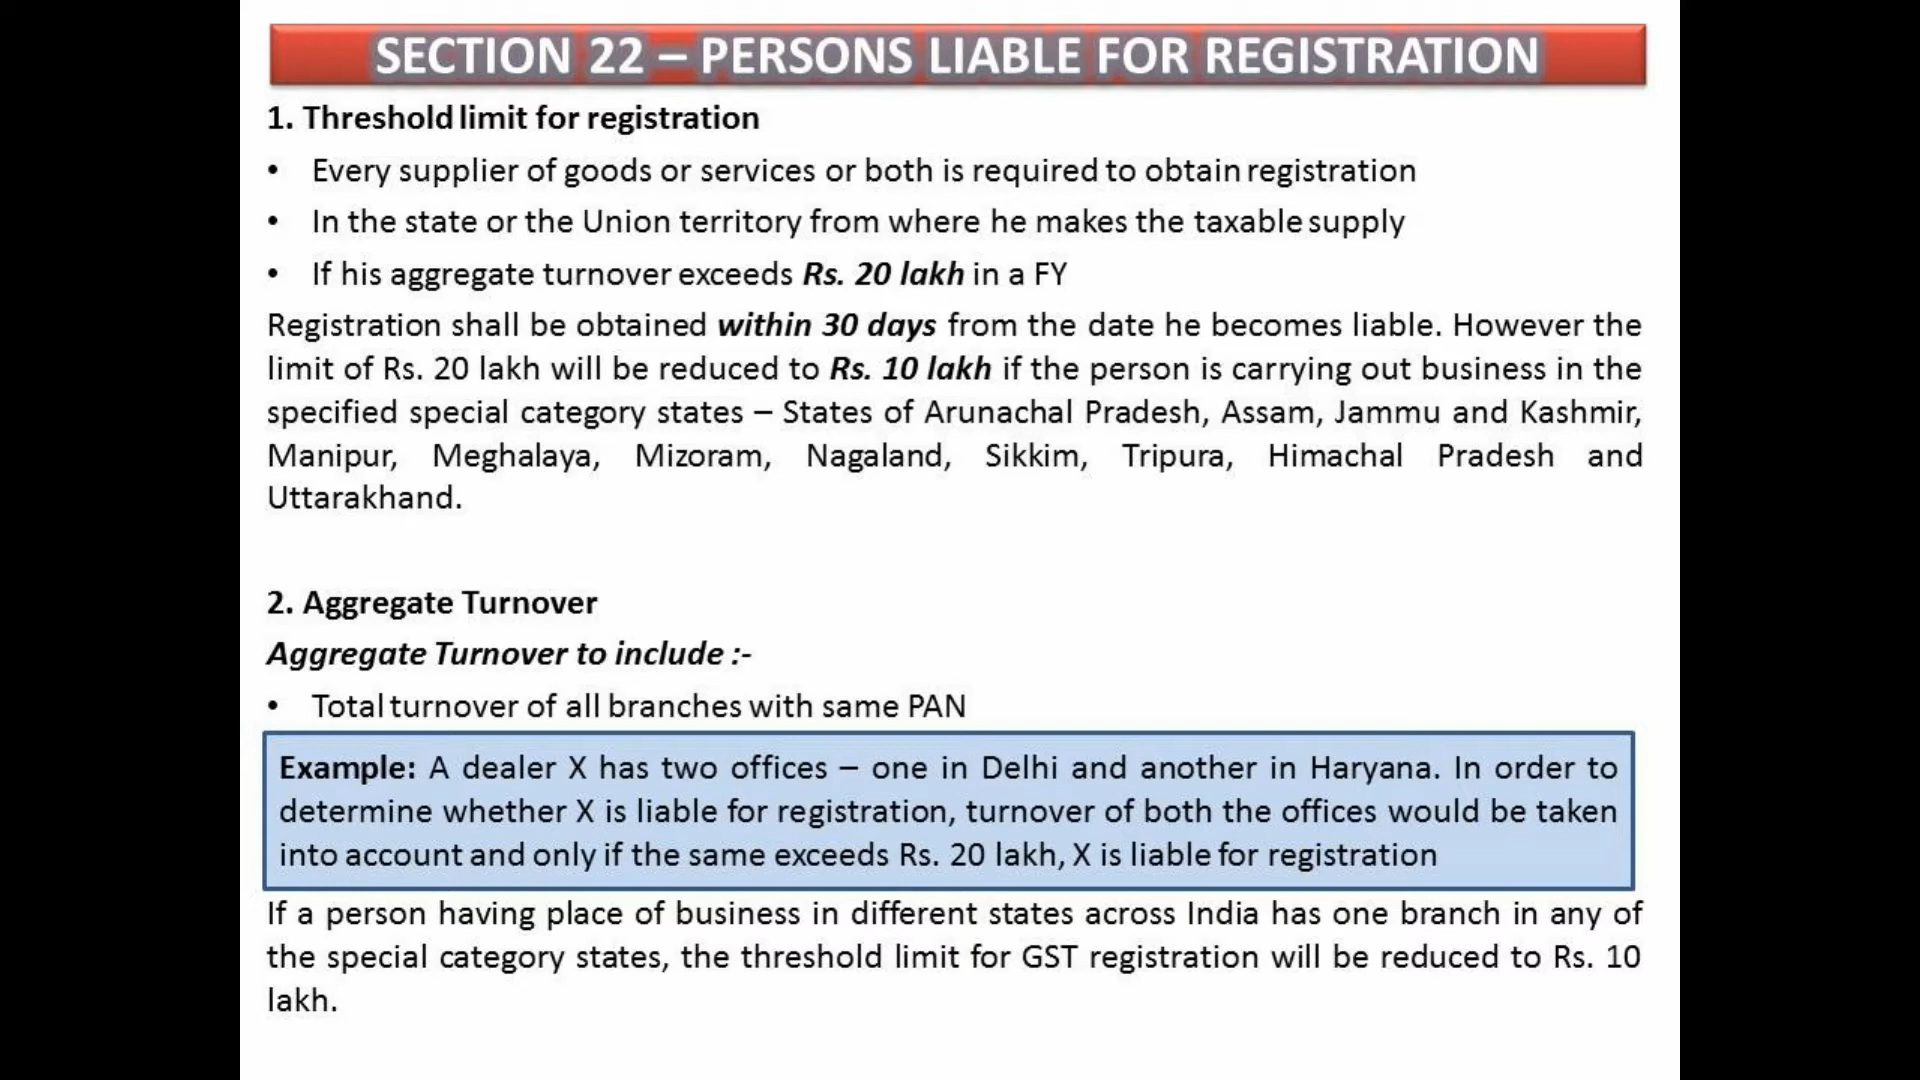 SECTION 22 – PERSONS LIABLE FOR REGISTRATION
1. Threshold limit for registration
• Every supplier of goods or services or both is required to obtain registration
• In the state or the Union territory from where he makes the taxable supply
• If his aggregate turnover exceeds Rs. 20 lakh in a FY
Registration shall be obtained within 30 days from the date he becomes liable. However the
limit of Rs. 20 lakh will be reduced to Rs. 10 lakh if the person is carrying out business in the
specified special category states – States of Arunachal Pradesh, Assam, Jammu and Kashmir,
Manipur, Meghalaya, Mizoram, Nagaland, Sikkim, Tripura, Himachal Pradesh and
Uttarakhand.
2. Aggregate Turnover
Aggregate Turnover to include :-
• Total turnover of all branches with same PAN
Example: A dealer X has two offices – one in Delhi and another in Haryana. In order to
determine whether X is liable for registration, turnover of both the offices would be taken
into account and only if the same exceeds Rs. 20 lakh, X is liable for registration
If a person having place of business in different states across India has one branch in any of
the special category states, the threshold limit for GST registration will be reduced to Rs. 10
lakh.